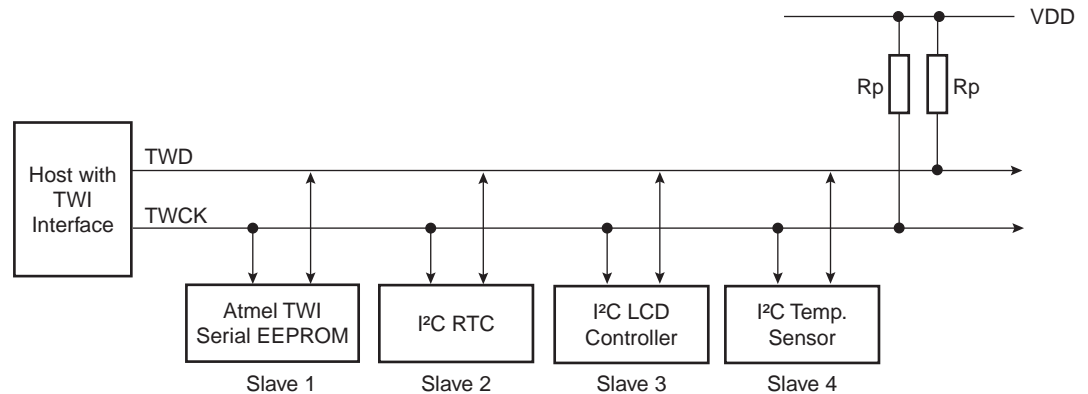 VDD
Rp
Rp
Host with
TWI
Interface
TWD
TWCK
Atmel TWI
Serial EEPROM
I²C RTC
I²C LCD
Controller
I²C Temp.
Sensor
Slave 1
Slave 2
Slave 3
Slave 4